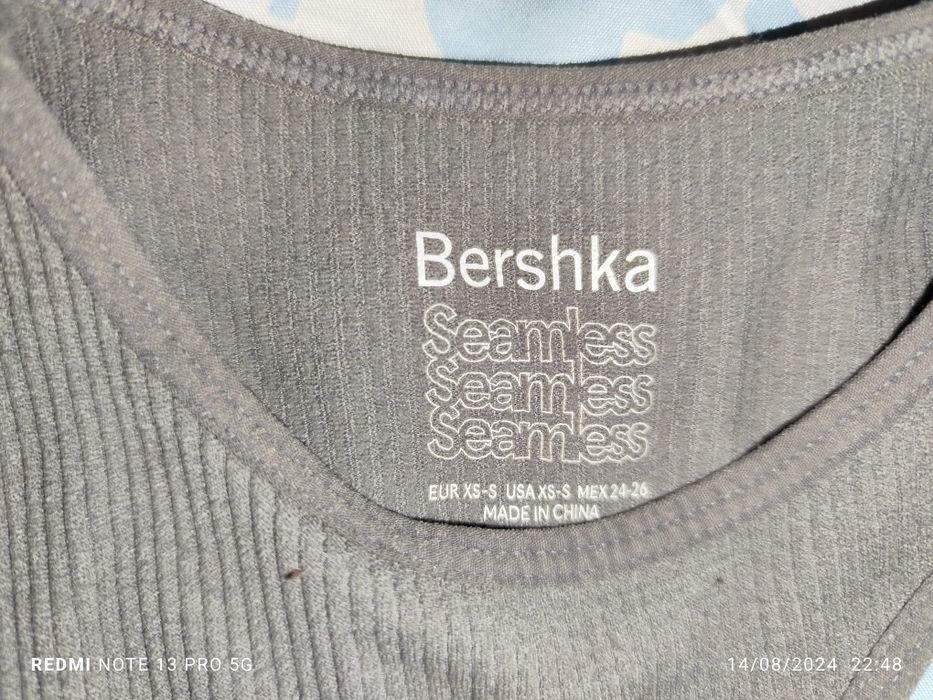 Bershka
Seamless
Seamless
Seamless
EUR XS-S USA XS-S MEX 24-26
MADE IN CHINA
REDMI NOTE 13 PRO 5G
14/08/2024 22:48